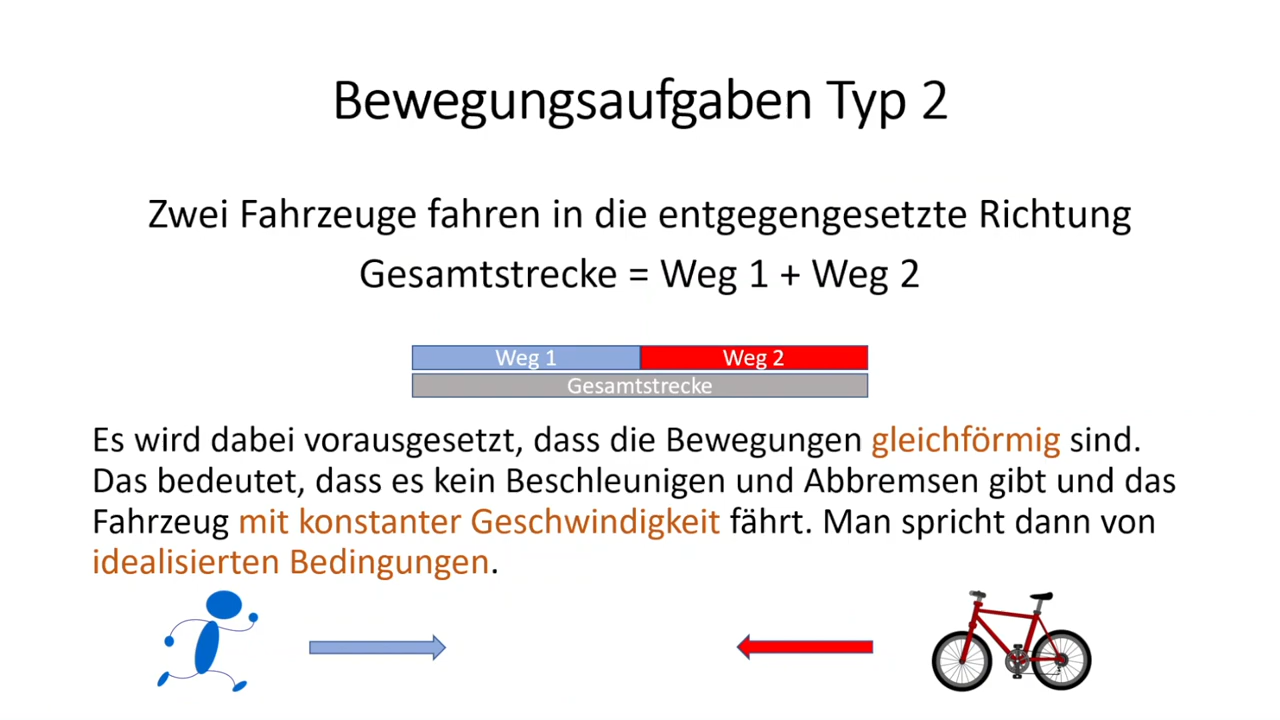 Bewegungsaufgaben Typ 2
Zwei Fahrzeuge fahren in die entgegengesetzte Richtung
Gesamtstrecke = Weg 1 + Weg 2
Weg 1 Weg 2
Gesamtstrecke
Es wird dabei vorausgesetzt, dass die Bewegungen gleichförmig sind.
Das bedeutet, dass es kein Beschleunigen und Abbremsen gibt und das
Fahrzeug mit konstanter Geschwindigkeit fährt. Man spricht dann von
idealisierten Bedingungen.